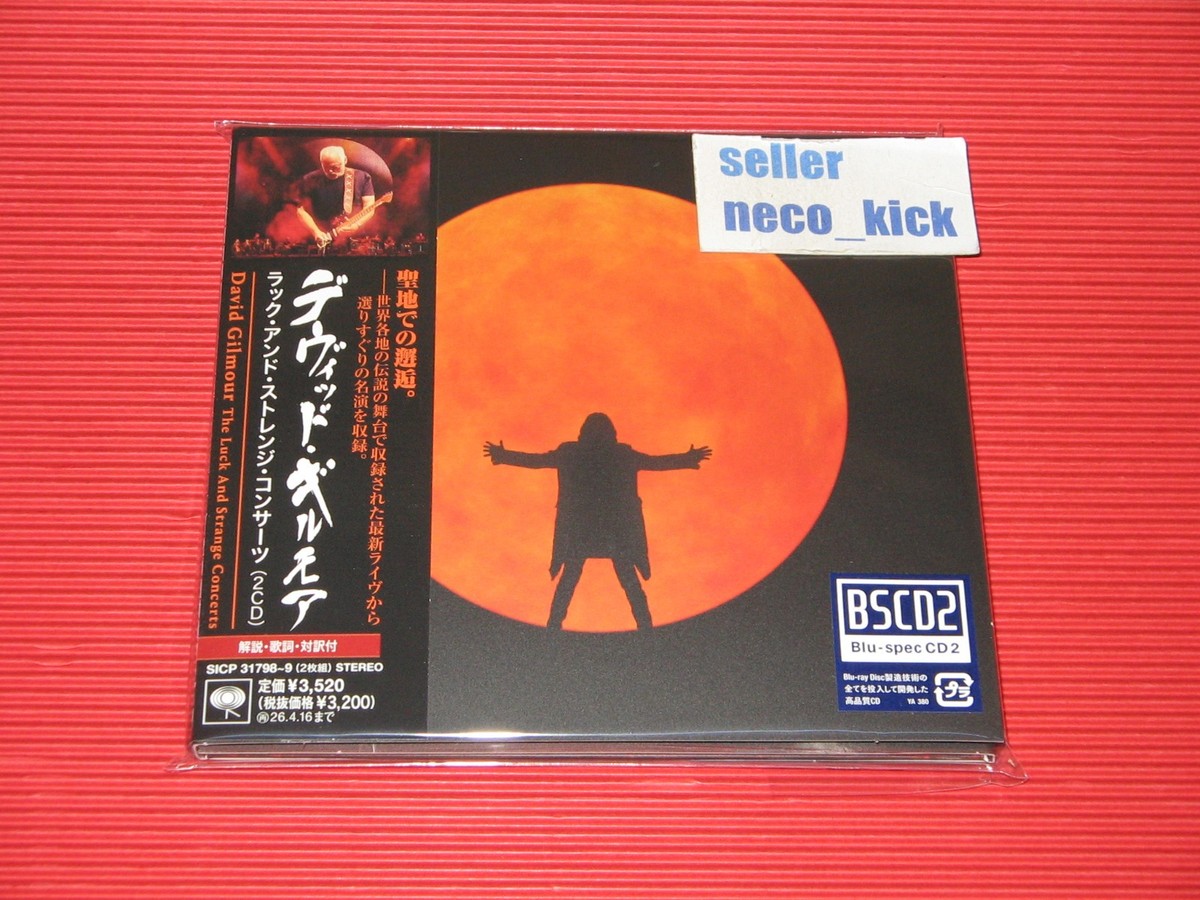 seller
neco_kick
聖地での邂逅。
──世界各地の伝説の舞台で収録された最新ライヴから
選りすぐりの名演を収録。
デヴィッド・ギルモア
ラック・アンド・ストレンジ・コンサーツ(2CD)
David Gilmour The Luck And Strange Concerts
解説・歌詞・対訳付
SICP 31798~9 (2枚組) STEREO
定価¥3,520
(税抜価格¥3,200)
㋐26.4.16まで
BSCD2
Blu-spec CD2
Blu-ray Disc製造技術の
全てを投入して開発した
高品質CD YA 380
プラ